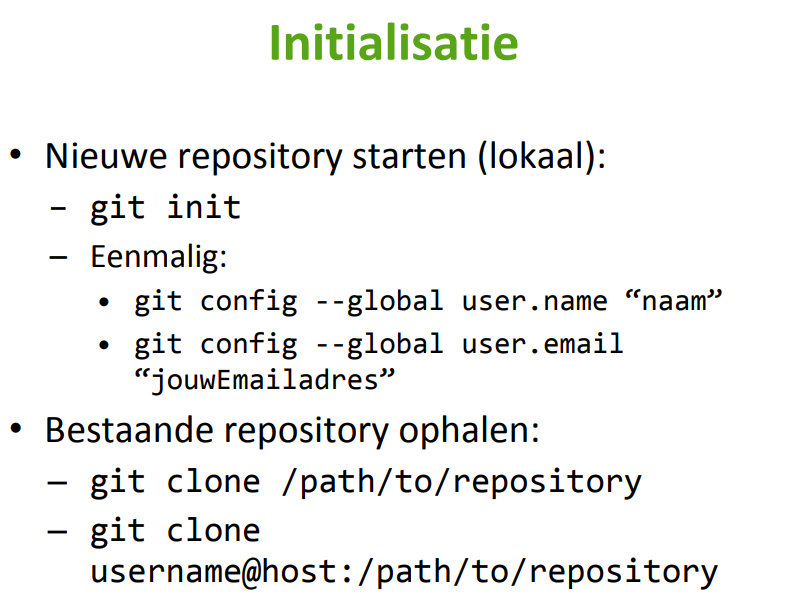 Initialisatie
• Nieuwe repository starten (lokaal):
– git init
– Eenmalig:
• git config --global user.name “naam”
• git config --global user.email
“jouwEmailadres”
• Bestaande repository ophalen:
– git clone /path/to/repository
– git clone
username@host:/path/to/repository